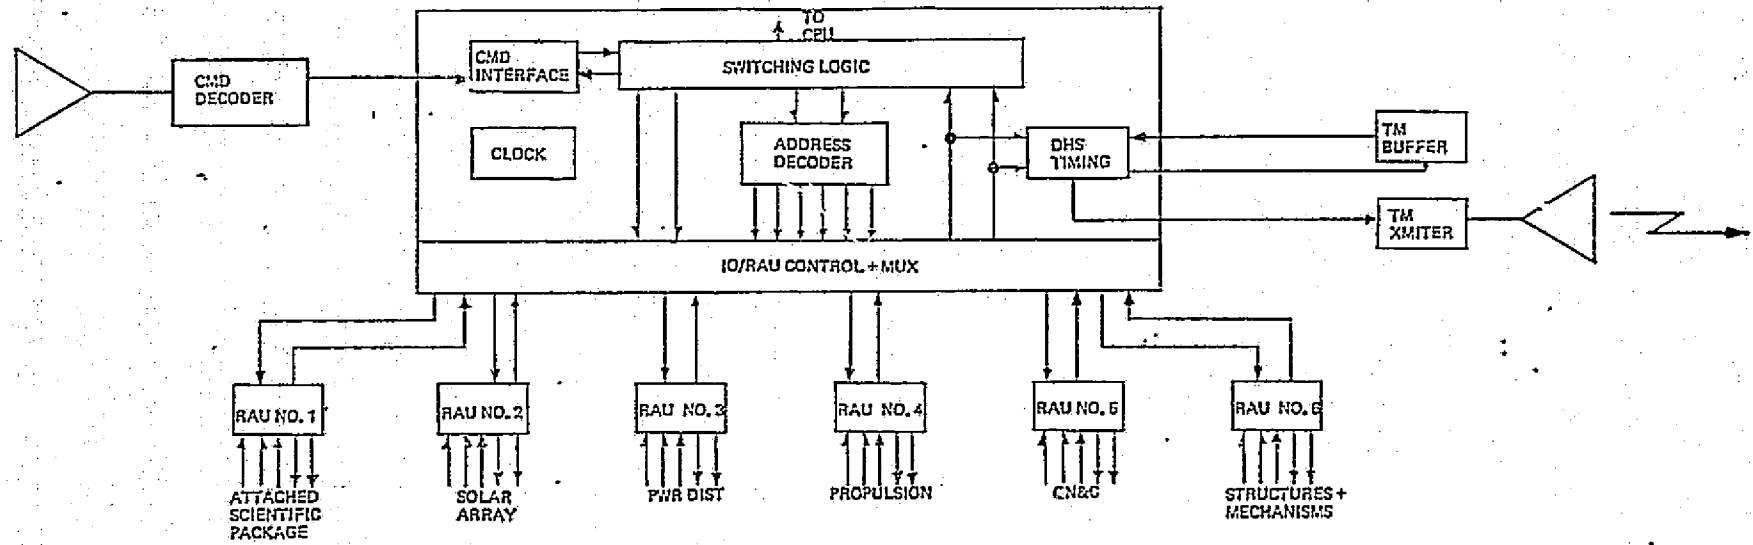 TO
CPU
CMD
DECODER
CMD
INTERFACE
SWITCHING LOGIC
CLOCK
ADDRESS
DECODER
DHS
TIMING
TM
BUFFER
TM
XMITER
IO/RAU CONTROL + MUX
RAU NO. 1
RAU NO. 2
RAU NO. 3
RAU NO. 4
RAU NO. 5
RAU NO. 6
ATTACHED
SCIENTIFIC
PACKAGE
SOLAR
ARRAY
PWR DIST
PROPULSION
GN&C
STRUCTURES +
MECHANISMS